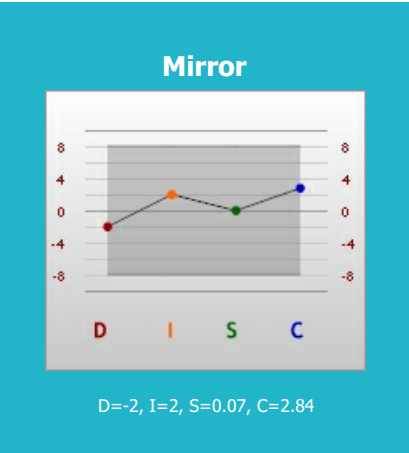 Mirror
8 8
4 4
0 0
-4 -4
-8 -8
D I S C
D=-2, I=2, S=0.07, C=2.84